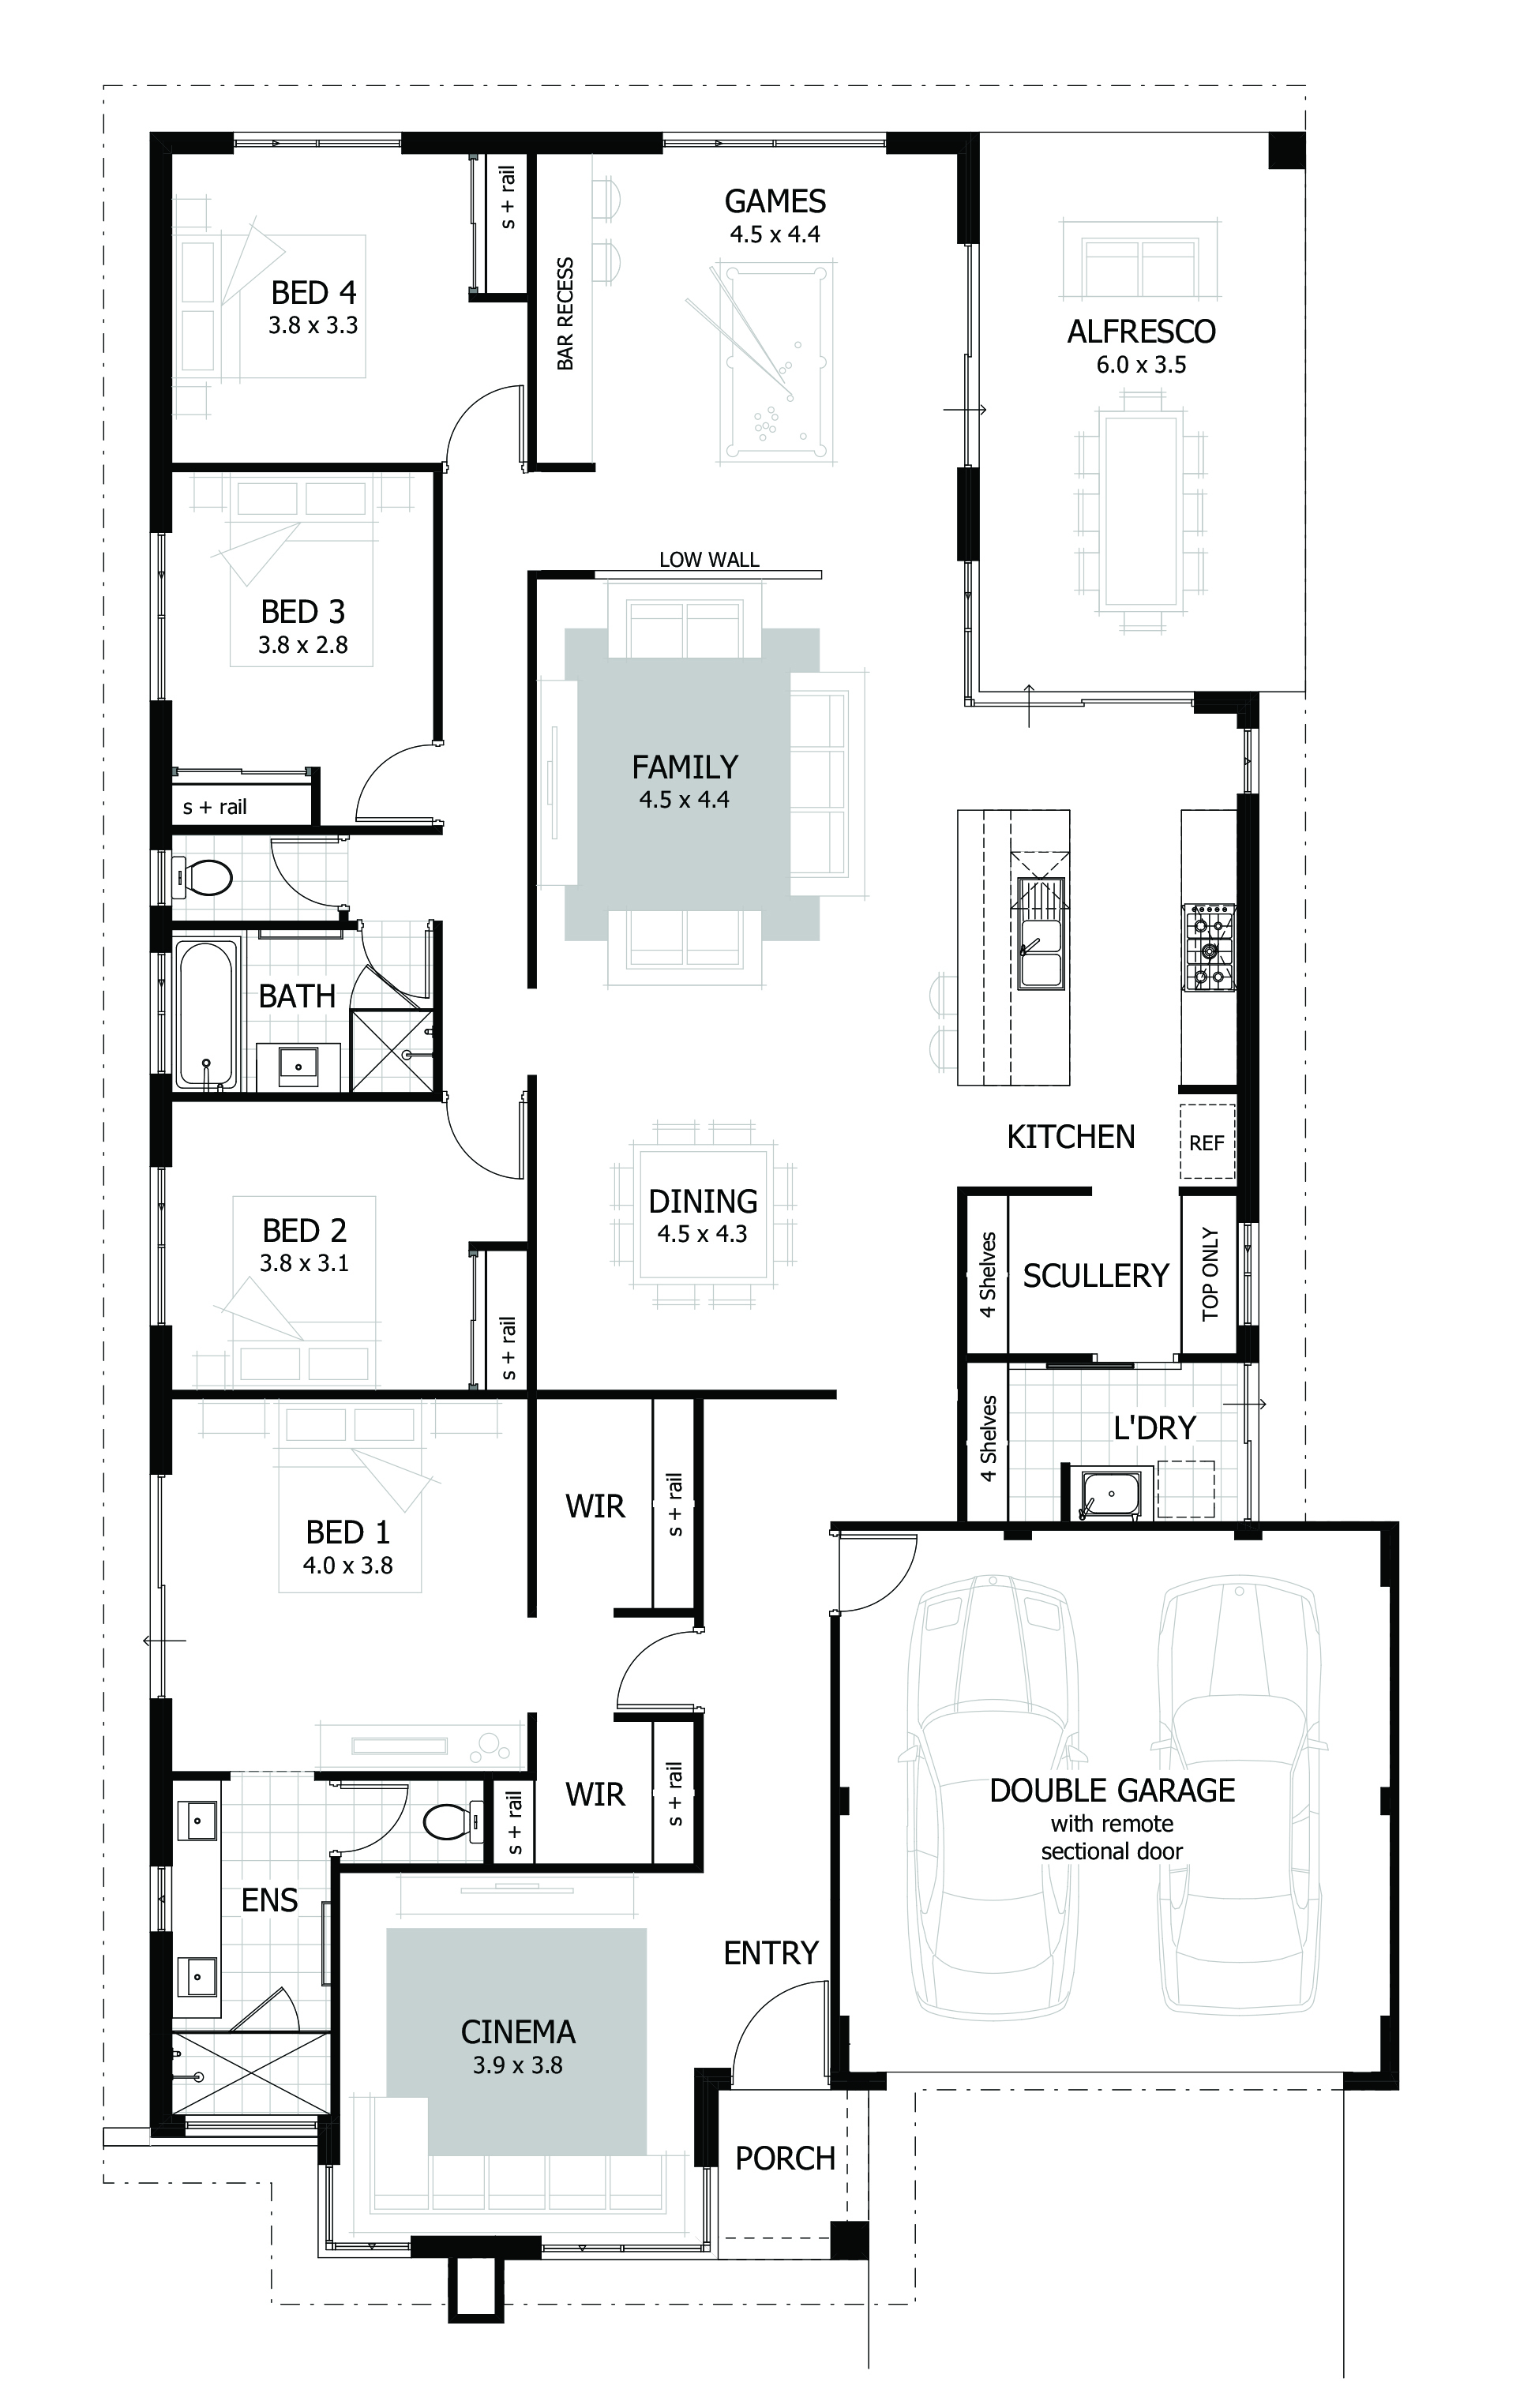 s + rail
GAMES
4.5 x 4.4
BED 4
3.8 x 3.3
BAR RECESS
ALFRESCO
6.0 x 3.5
LOW WALL
BED 3
3.8 x 2.8
FAMILY
4.5 x 4.4
s + rail
BATH
KITCHEN
REF
DINING
4.5 x 4.3
BED 2
3.8 x 3.1
4 Shelves
SCULLERY
TOP ONLY
s + rail
4 Shelves
L'DRY
WIR
s + rail
BED 1
4.0 x 3.8
WIR
s + rail
s + rail
DOUBLE GARAGE
with remote
sectional door
ENS
ENTRY
CINEMA
3.9 x 3.8
PORCH